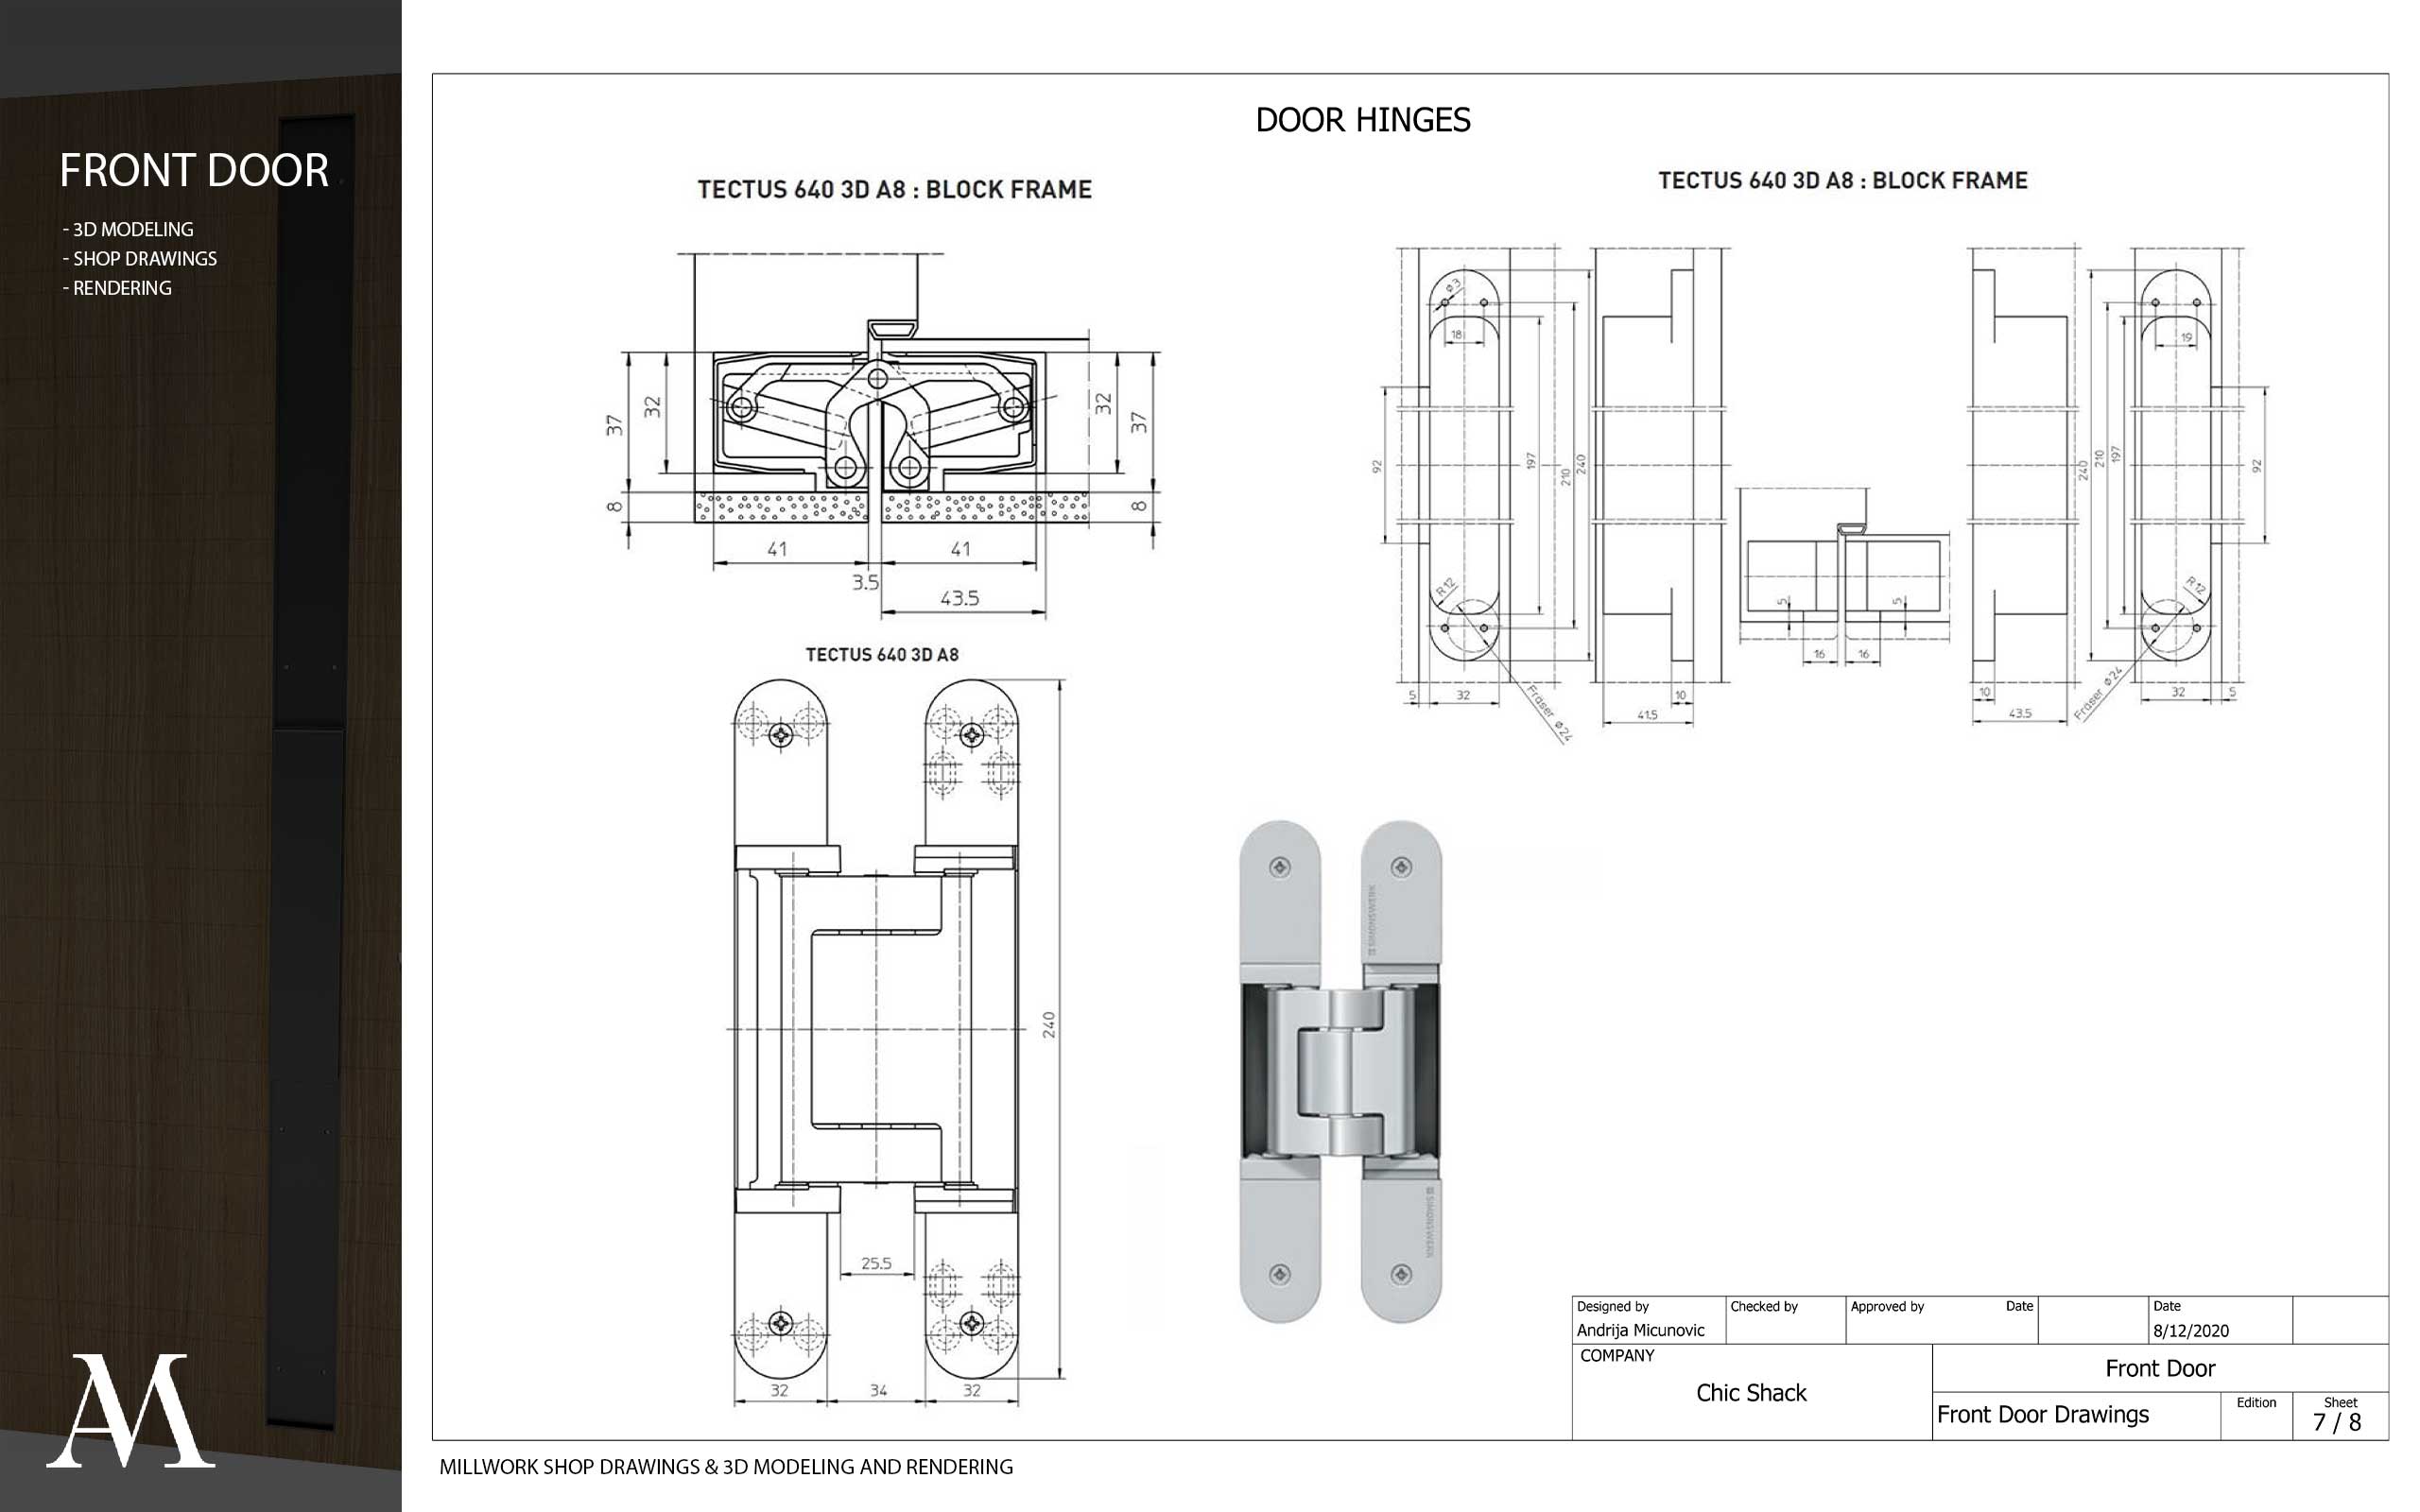 FRONT DOOR
- 3D MODELING
- SHOP DRAWINGS
- RENDERING
AM
DOOR HINGES
TECTUS 640 3D A8 : BLOCK FRAME
37
32
8
32
37
8
41
41
3.5
43.5
TECTUS 640 3D A8
240
25.5
32
34
32
TECTUS 640 3D A8 : BLOCK FRAME
ø3
18
92
197
210
240
R12
5
32
Fräser ø24
10
41.5
5
5
16
16
10
43.5
240
210
197
19
92
R12
Fräser ø24
32
5
SIMONSWERK
SIMONSWERK
Designed by
Andrija Micunovic
Checked by
Approved by
Date
Date
8/12/2020
COMPANY
Chic Shack
Front Door
Front Door Drawings
Edition
Sheet
7 / 8
MILLWORK SHOP DRAWINGS & 3D MODELING AND RENDERING